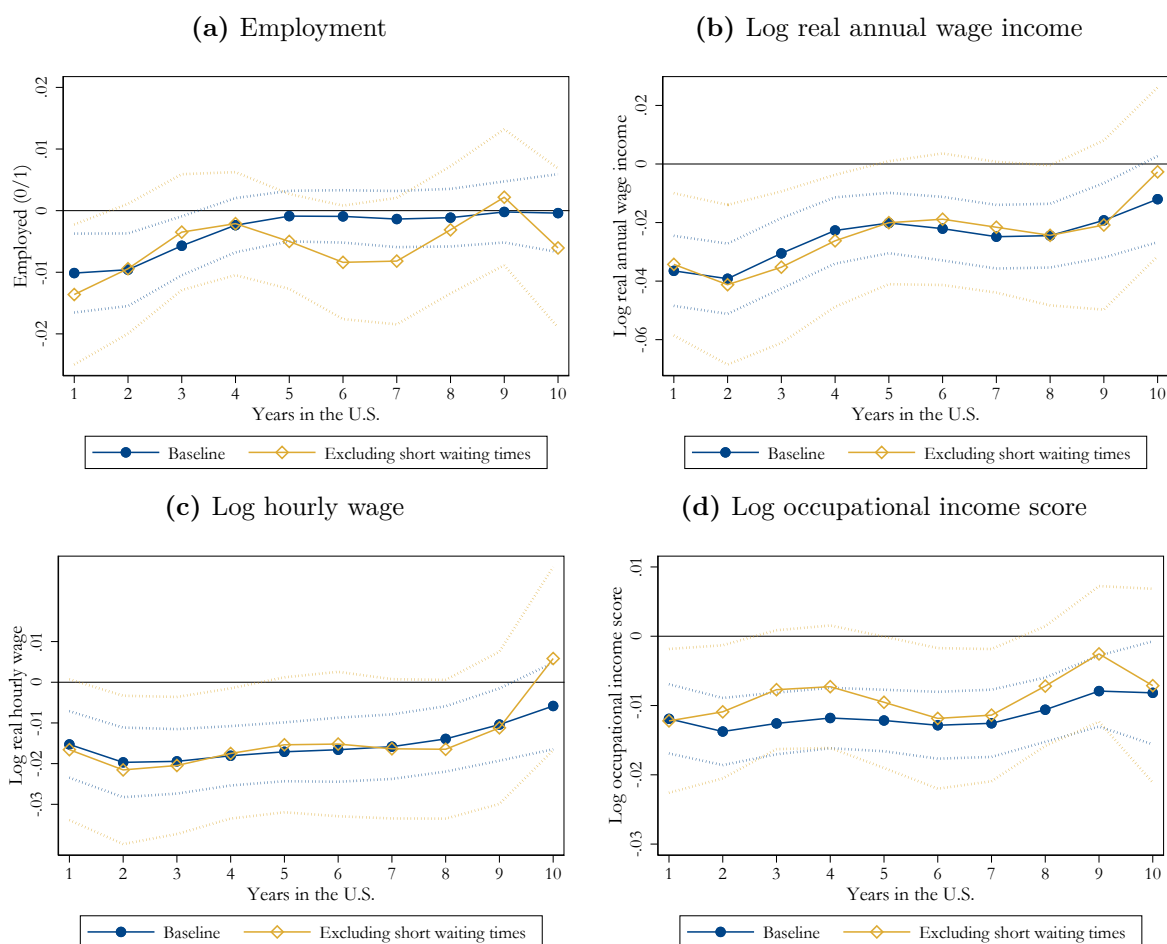 (a) Employment
(b) Log real annual wage income
Employed (0/1)
.02
.01
0
-.01
-.02
1 2 3 4 5 6 7 8 9 10
Years in the U.S.
Baseline Excluding short waiting times
Log real annual wage income
.02
0
-.02
-.04
-.06
1 2 3 4 5 6 7 8 9 10
Years in the U.S.
Baseline Excluding short waiting times
(c) Log hourly wage
(d) Log occupational income score
Log real hourly wage
.01
0
-.01
-.02
-.03
1 2 3 4 5 6 7 8 9 10
Years in the U.S.
Baseline Excluding short waiting times
Log occupational income score
.01
0
-.01
-.02
-.03
1 2 3 4 5 6 7 8 9 10
Years in the U.S.
Baseline Excluding short waiting times